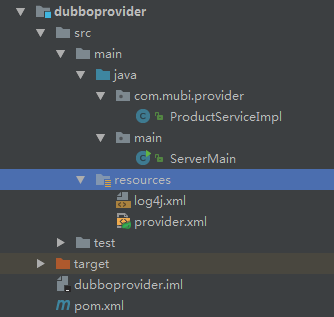 dubboprovider
src
main
java
com.mubi.provider
ProductServiceImpl
main
ServerMain
resources
log4j.xml
provider.xml
test
target
dubboprovider.iml
pom.xml